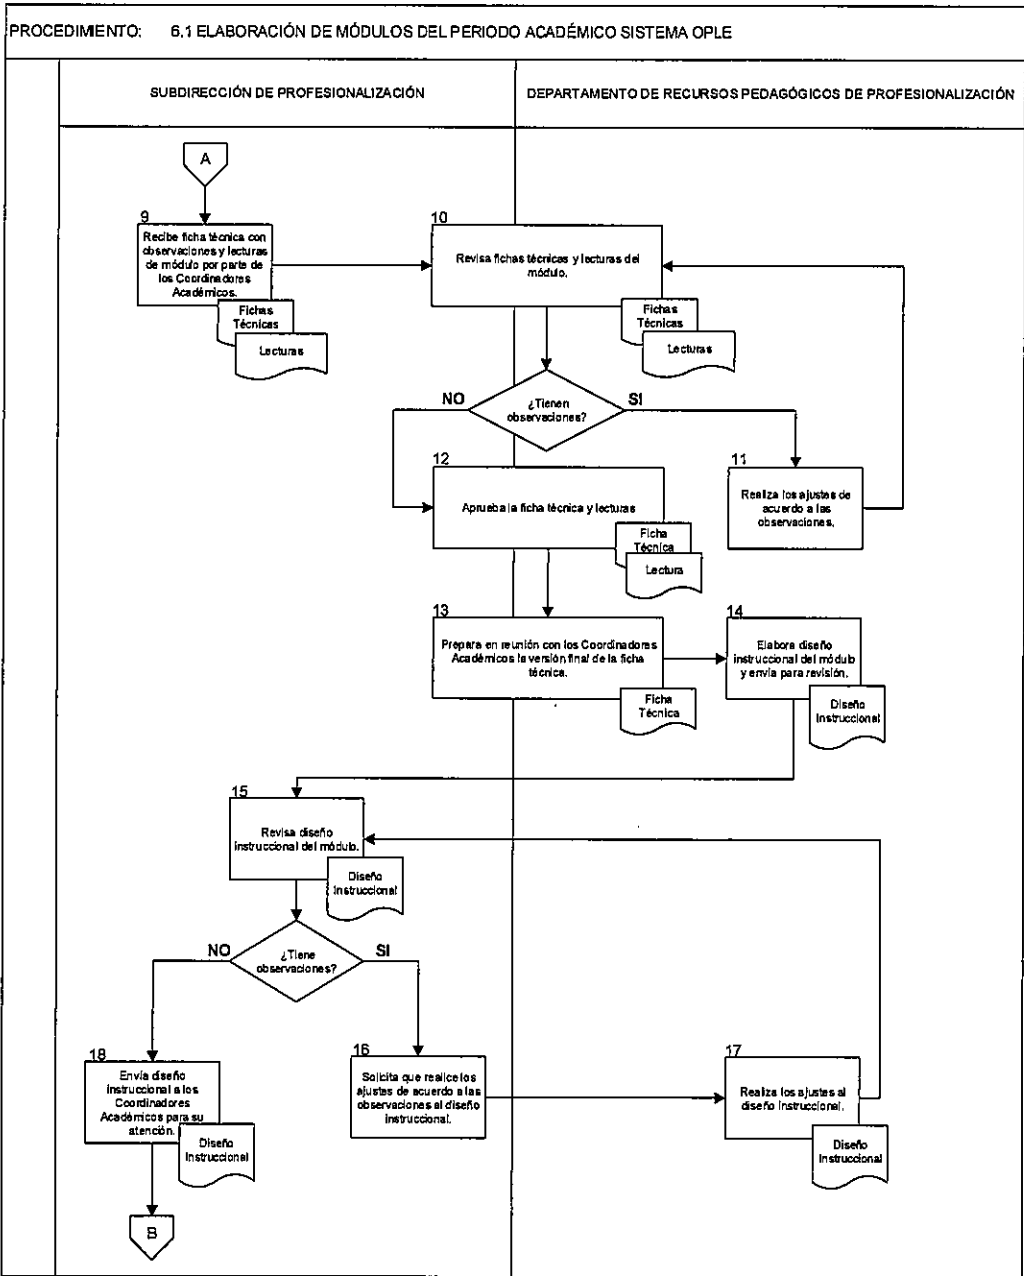 PROCEDIMIENTO: 6.1 ELABORACIÓN DE MÓDULOS DEL PERIODO ACADÉMICO SISTEMA OPLE
SUBDIRECCIÓN DE PROFESIONALIZACIÓN
DEPARTAMENTO DE RECURSOS PEDAGÓGICOS DE PROFESIONALIZACIÓN
A
9
Recibe ficha técnica con
observaciones y lecturas
de módulo por parte de
los Coordinadores
Académicos.
Fichas
Técnicas
Lecturas
10
Revisa fichas técnicas y lecturas del
módulo.
Fichas
Técnicas
Lecturas
¿Tienen
observaciones?
NO
SI
11
Realiza los ajustes de
acuerdo a las
observaciones.
12
Aprueba la ficha técnica y lecturas
Ficha
Técnica
Lectura
13
Prepara en reunión con los Coordinadores
Académicos la versión final de la ficha
técnica.
Ficha
Técnica
14
Elabora diseño
instruccional del módulo
y envía para revisión.
Diseño
Instruccional
15
Revisa diseño
instruccional del módulo.
Diseño
Instruccional
¿Tiene
observaciones?
NO
SI
16
Solicita que realice los
ajustes de acuerdo a las
observaciones al diseño
instruccional.
17
Realiza los ajustes al
diseño instruccional.
Diseño
Instruccional
18
Envía diseño
instruccional a los
Coordinadores
Académicos para su
atención.
Diseño
Instruccional
B